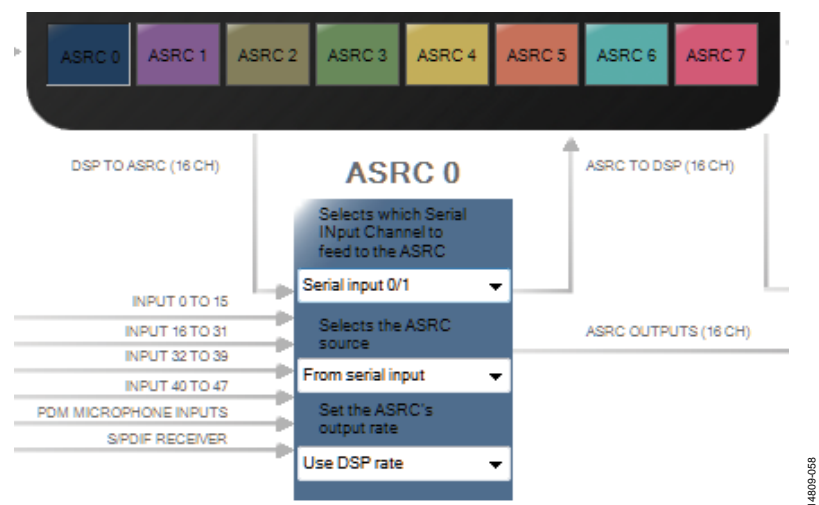 ASRC 0 ASRC 1 ASRC 2 ASRC 3 ASRC 4 ASRC 5 ASRC 6 ASRC 7
DSP TO ASRC (16 CH)
ASRC TO DSP (16 CH)
ASRC 0
Selects which Serial
INput Channel to
feed to the ASRC
Serial input 0/1
INPUT 0 TO 15
INPUT 16 TO 31
INPUT 32 TO 39
INPUT 40 TO 47
PDM MICROPHONE INPUTS
S/PDIF RECEIVER
Selects the ASRC
source
From serial input
Set the ASRC's
output rate
Use DSP rate
ASRC OUTPUTS (16 CH)
14809-058